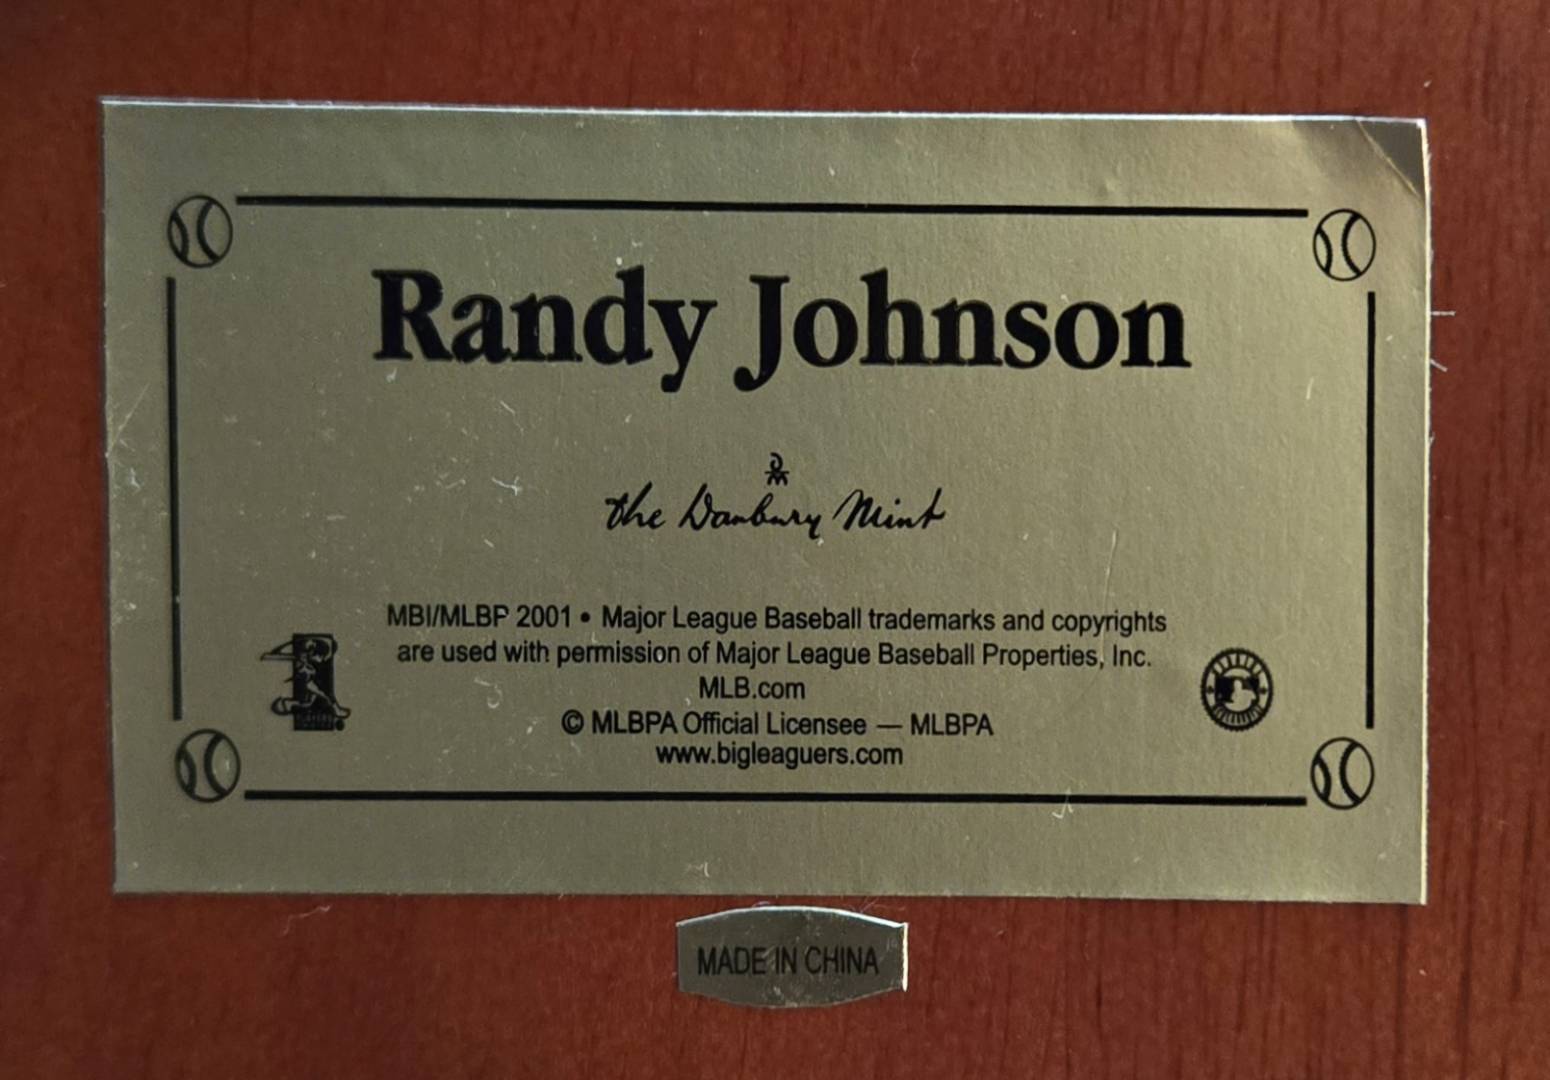 Randy Johnson
the Danbury Mint
MBI/MLBP 2001 • Major League Baseball trademarks and copyrights
are used with permission of Major League Baseball Properties, Inc.
MLB.com
© MLBPA Official Licensee — MLBPA
www.bigleaguers.com
MADE IN CHINA